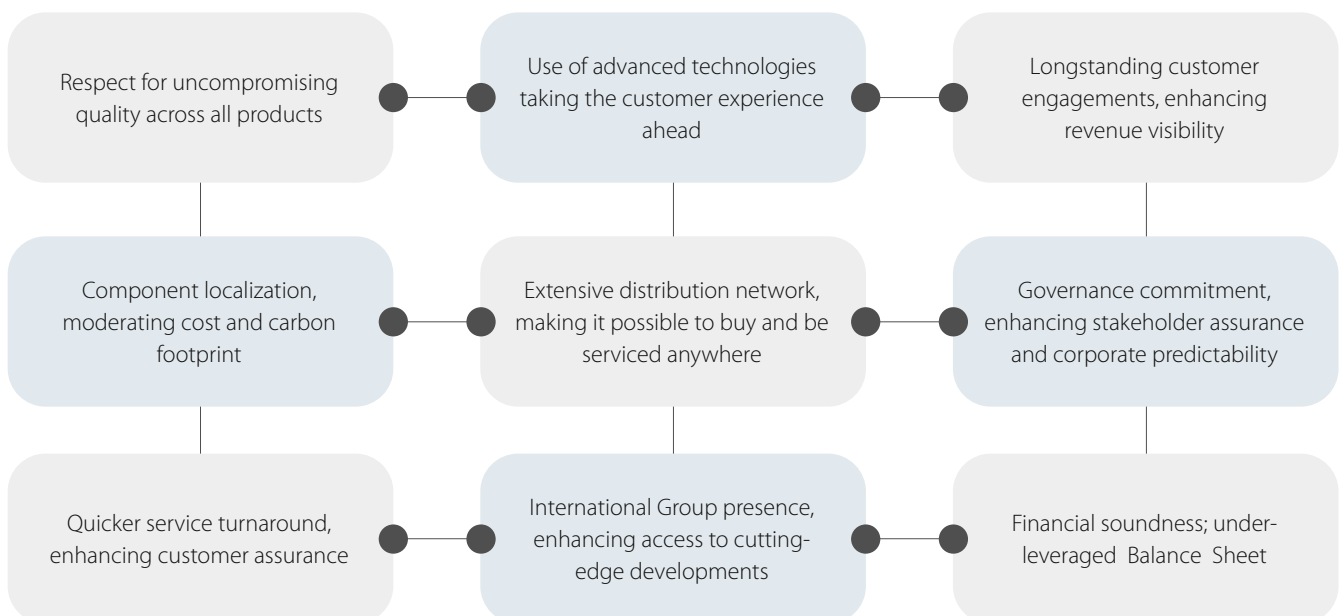 Respect for uncompromising
quality across all products
Use of advanced technologies
taking the customer experience
ahead
Longstanding customer
engagements, enhancing
revenue visibility
Component localization,
moderating cost and carbon
footprint
Extensive distribution network,
making it possible to buy and be
serviced anywhere
Governance commitment,
enhancing stakeholder assurance
and corporate predictability
Quicker service turnaround,
enhancing customer assurance
International Group presence,
enhancing access to cutting-
edge developments
Financial soundness; under-
leveraged Balance Sheet